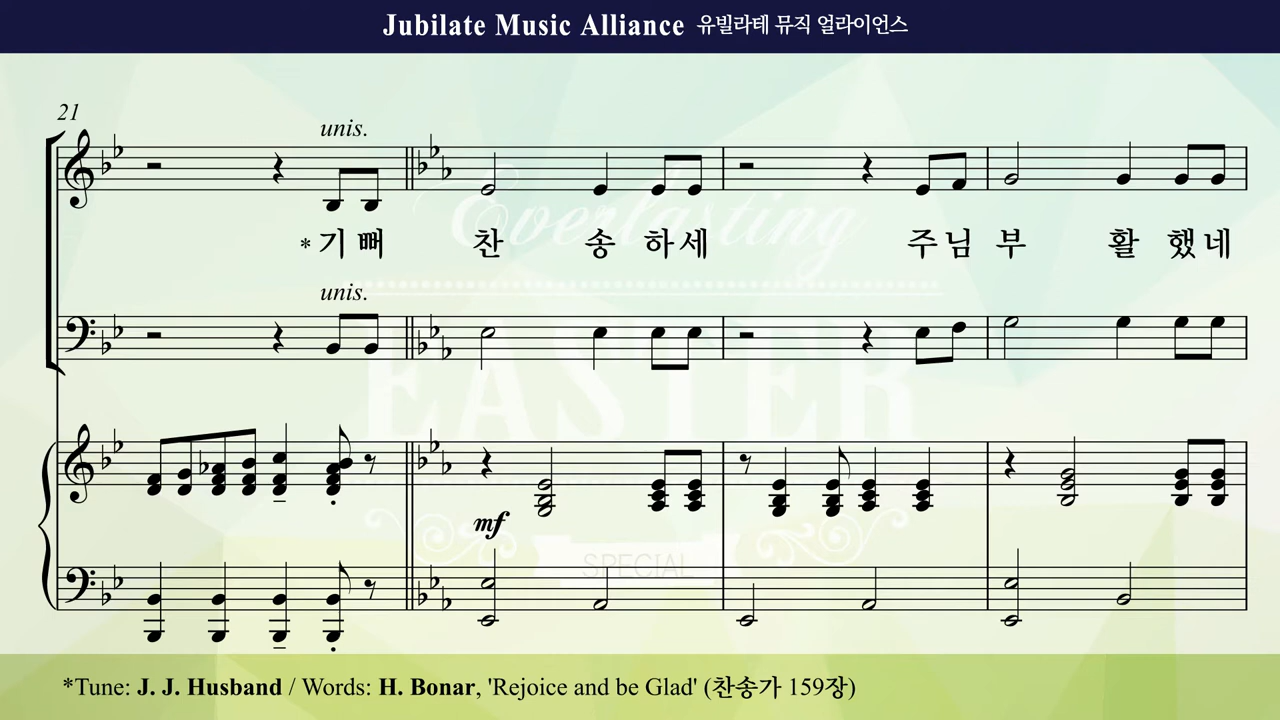 Jubilate Music Alliance 유빌라테 뮤직 얼라이언스
21
unis.
*기 뻐 찬 송 하 세 주 님 부 활 했 네
unis.
Everlasting
EASTER
mf
SPECIAL
*Tune: J. J. Husband / Words: H. Bonar, 'Rejoice and be Glad' (찬송가 159장)